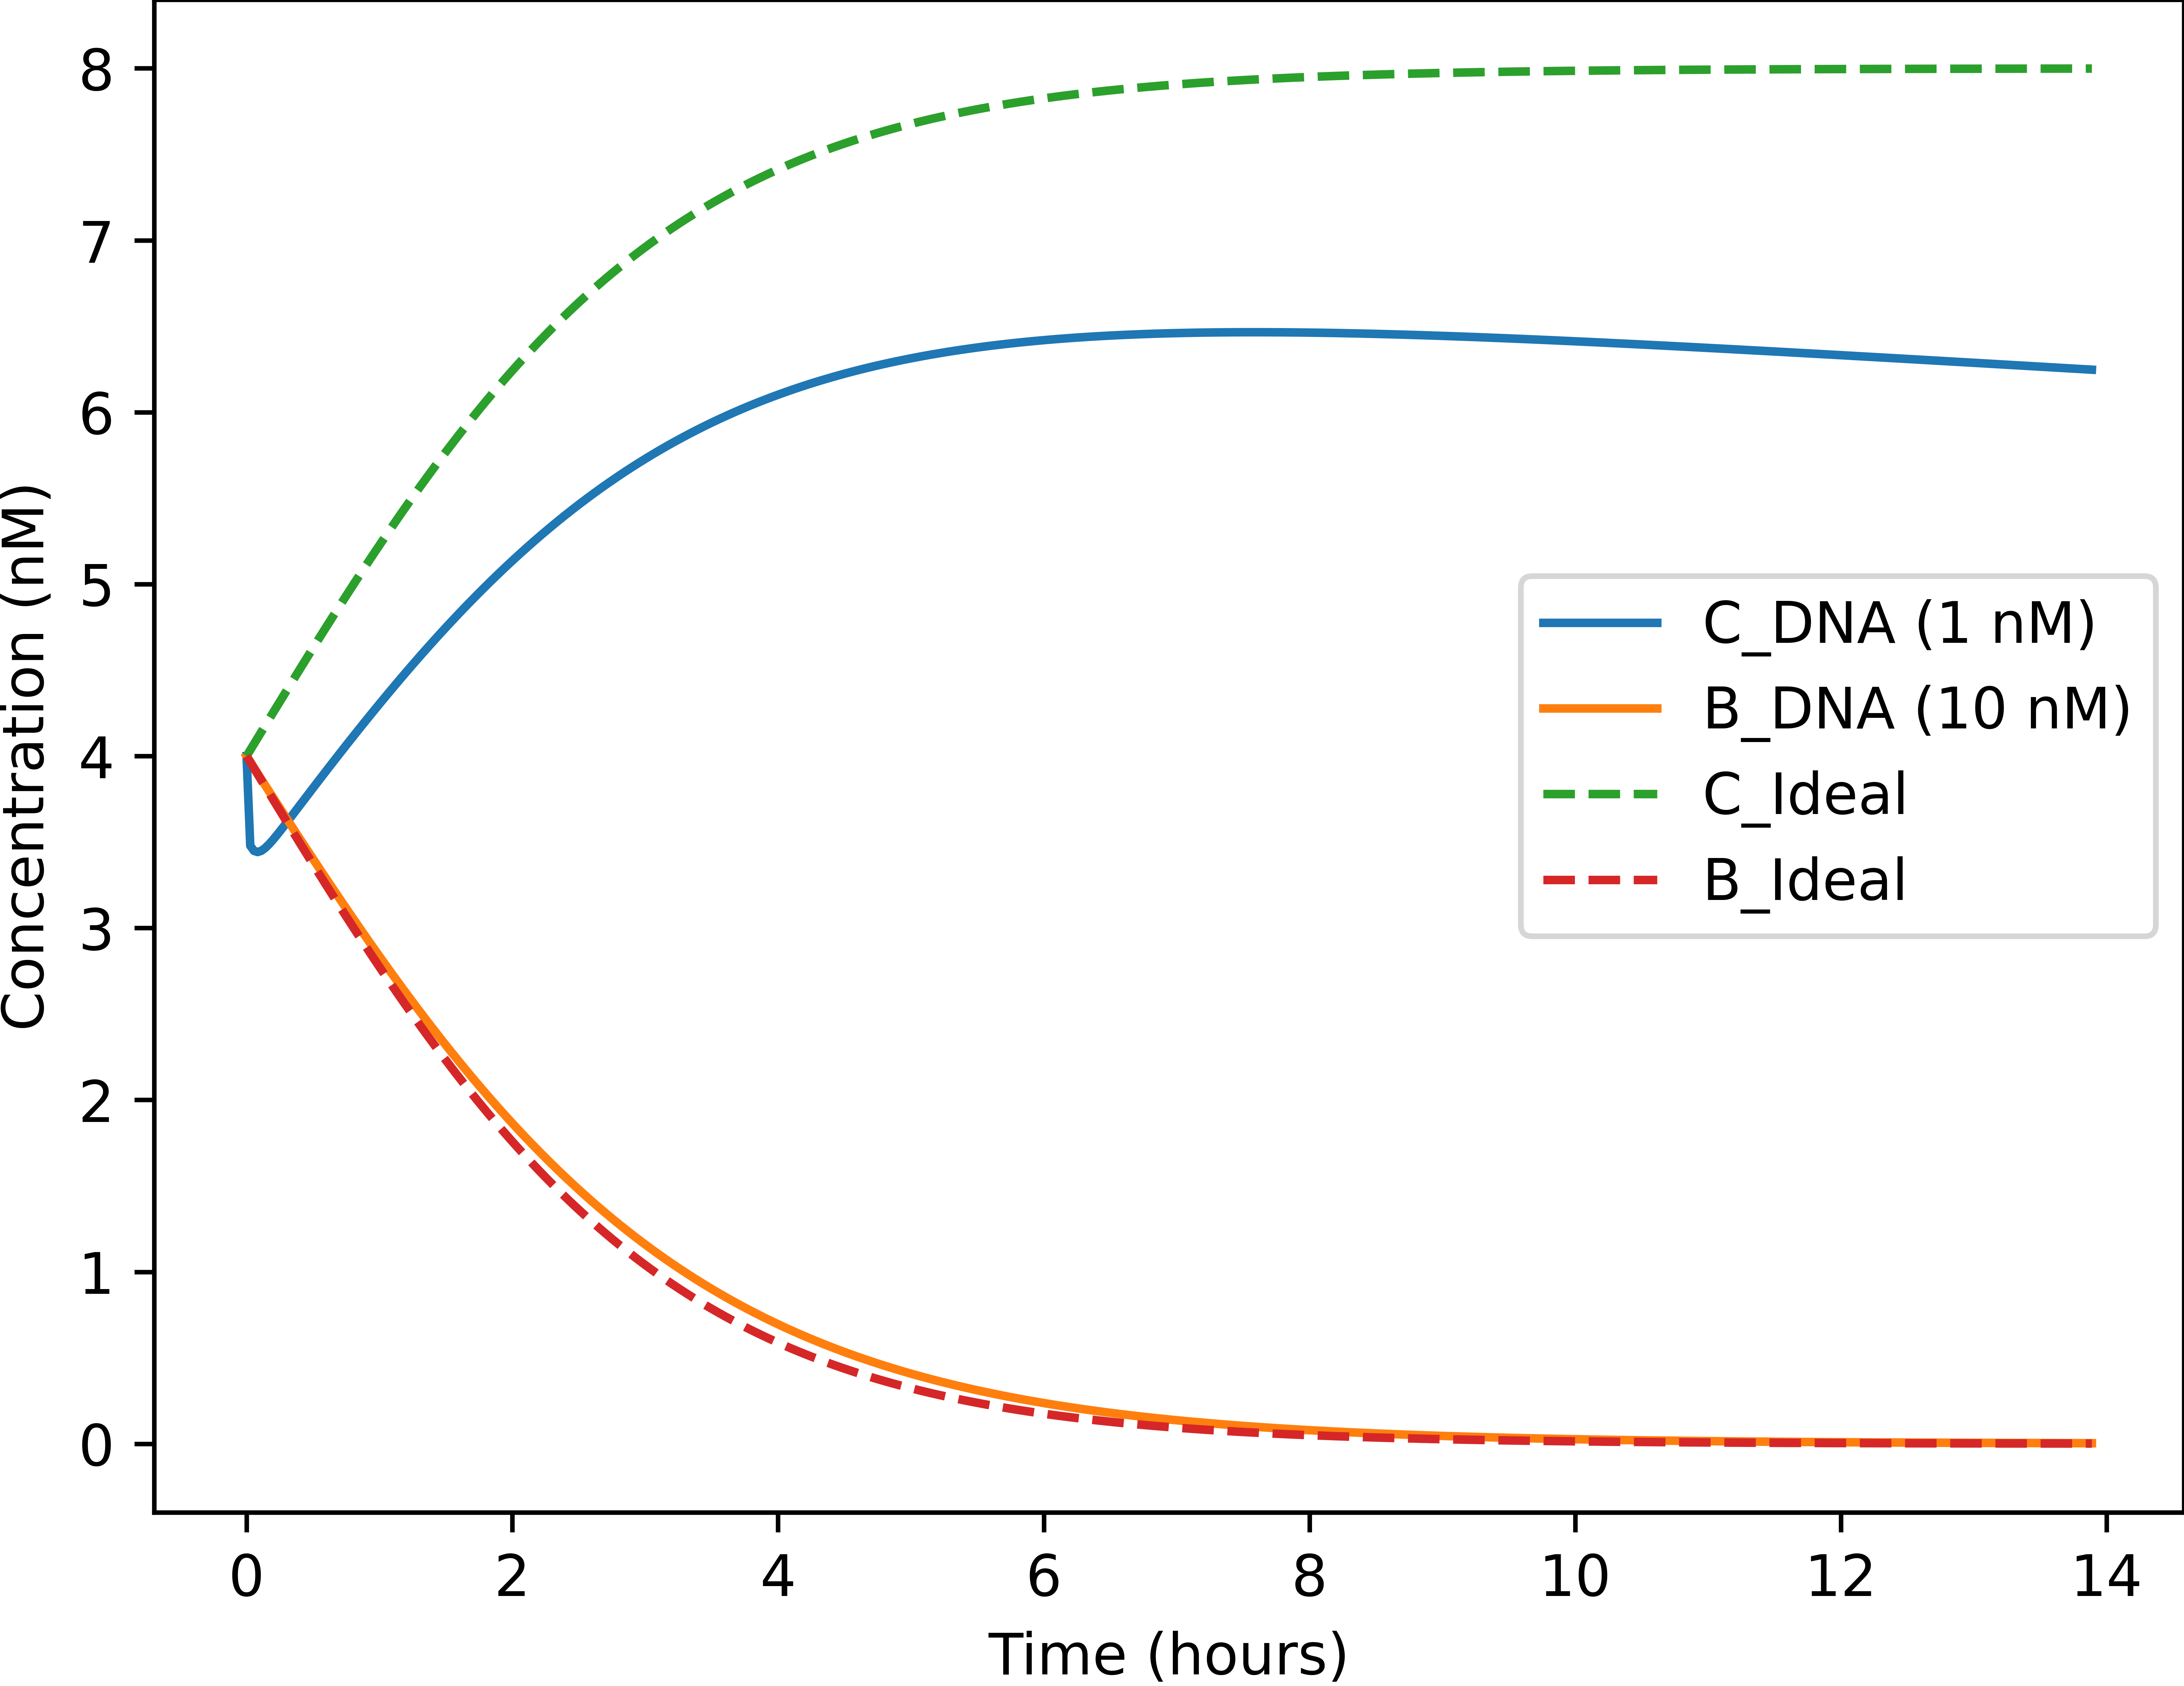 Concentration (nM)
8
7
6
5
4
3
2
1
0
C_DNA (1 nM)
B_DNA (10 nM)
C_Ideal
B_Ideal
0 2 4 6 8 10 12 14
Time (hours)